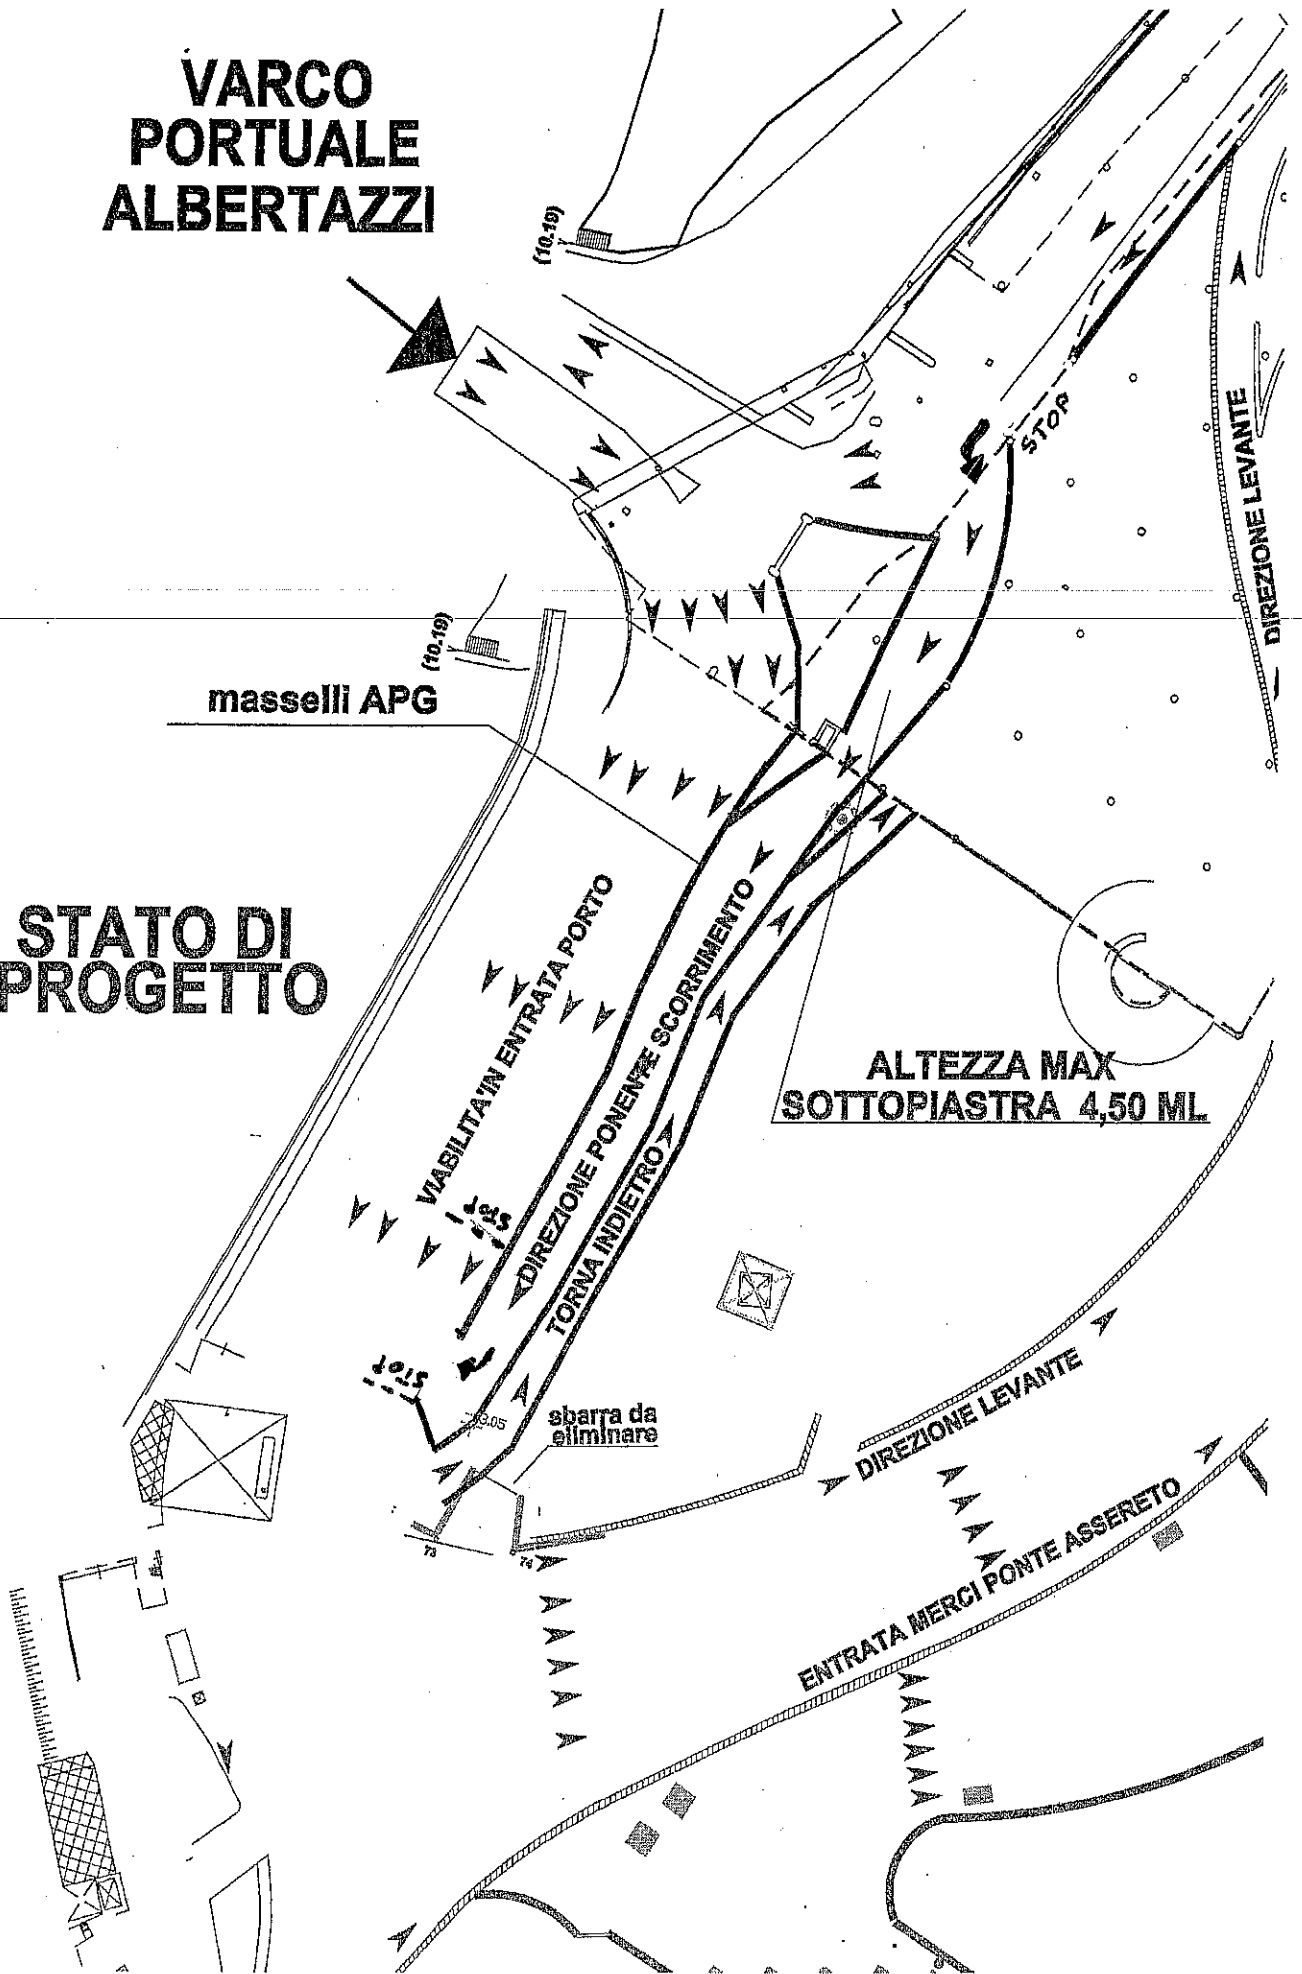 VARCO
PORTUALE
ALBERTAZZI
(10.19)
STOP
DIREZIONE LEVANTE
(10.19)
masselli APG
STATO DI
PROGETTO
VIABILITA'IN ENTRATA PORTO
DIREZIONE PONENTE SCORRIMENTO
TORNA INDIETRO
ALTEZZA MAX
SOTTOPIASTRA 4,50 ML
STOP
STOP
sbarra da
eliminare
73
74
DIREZIONE LEVANTE
ENTRATA MERCI PONTE ASSERETO